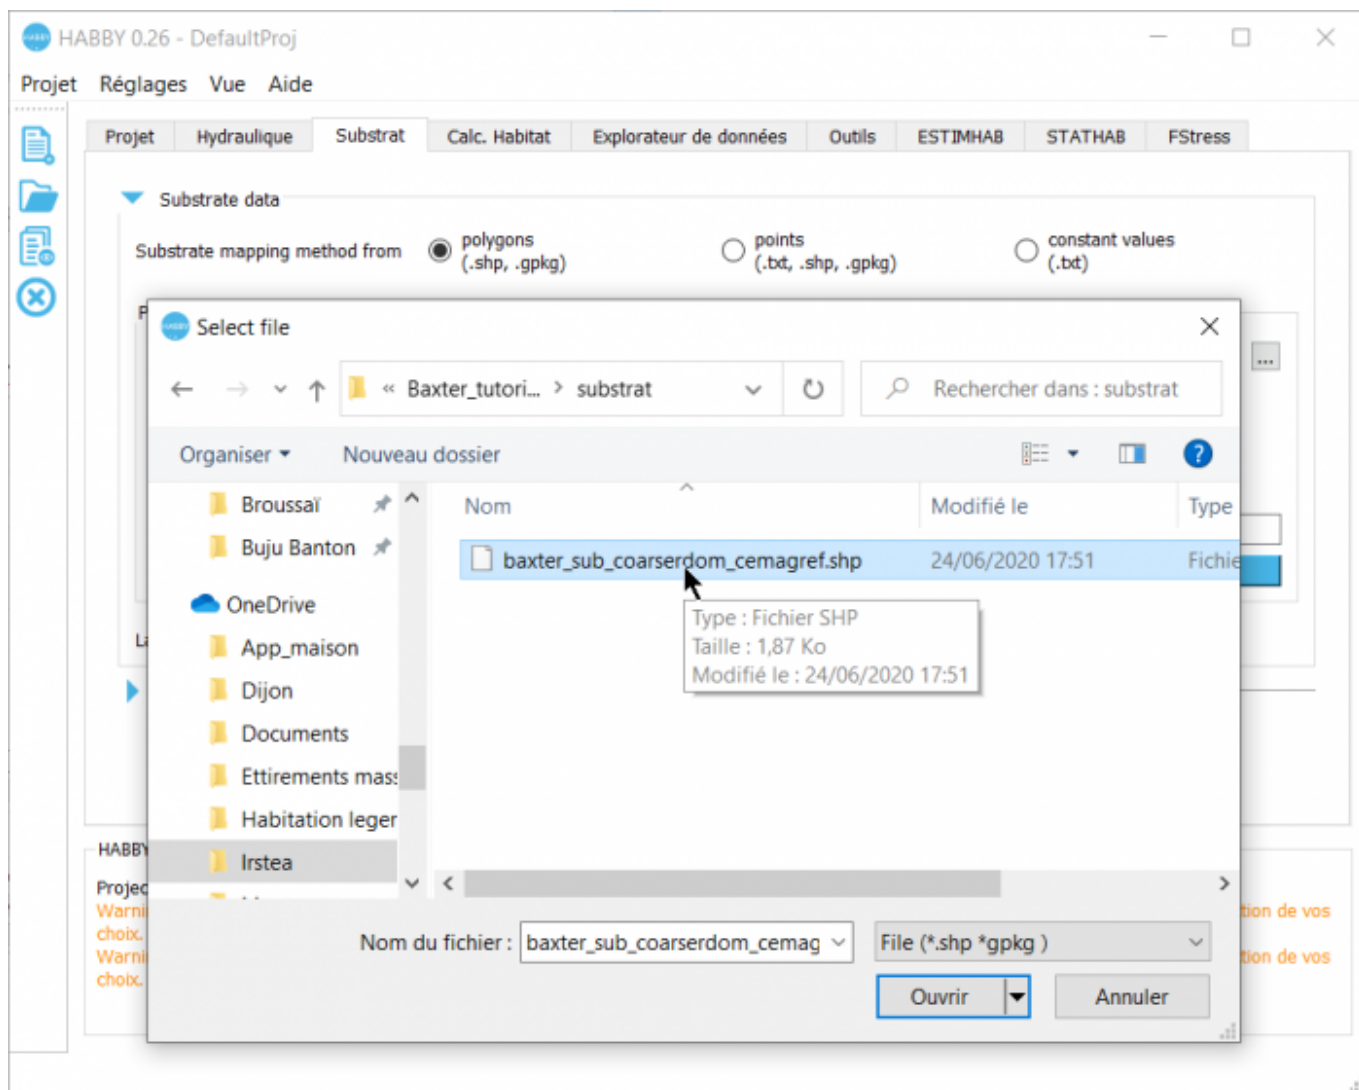 HABBY 0.26 - DefaultProj
Projet Réglages Vue Aide
Projet Hydraulique Substrat Calc. Habitat Explorateur de données Outils ESTIMHAB STATHAB FStress
Substrate data
Substrate mapping method from
polygons
(.shp, .gpkg)
points
(.txt, .shp, .gpkg)
constant values
(.txt)
P
...
HABBY
Select file
« Baxter_tutori... > substrat
Rechercher dans : substrat
Organiser
Nouveau dossier
?
Nom Modifié le Type
Broussaï
Buju Banton
OneDrive
App_maison
Dijon
Documents
Ettirements mass
Habitation leger
Irstea
baxter_sub_coarserdom_cemagref.shp 24/06/2020 17:51 Fichie
Type : Fichier SHP
Taille : 1,87 Ko
Modifié le : 24/06/2020 17:51
La
HABBY
Projec
Warni
tion de vos
choix.
Warni
tion de vos
choix.
Nom du fichier : baxter_sub_coarserdom_cemag
File (*.shp *gpkg )
Ouvrir
Annuler